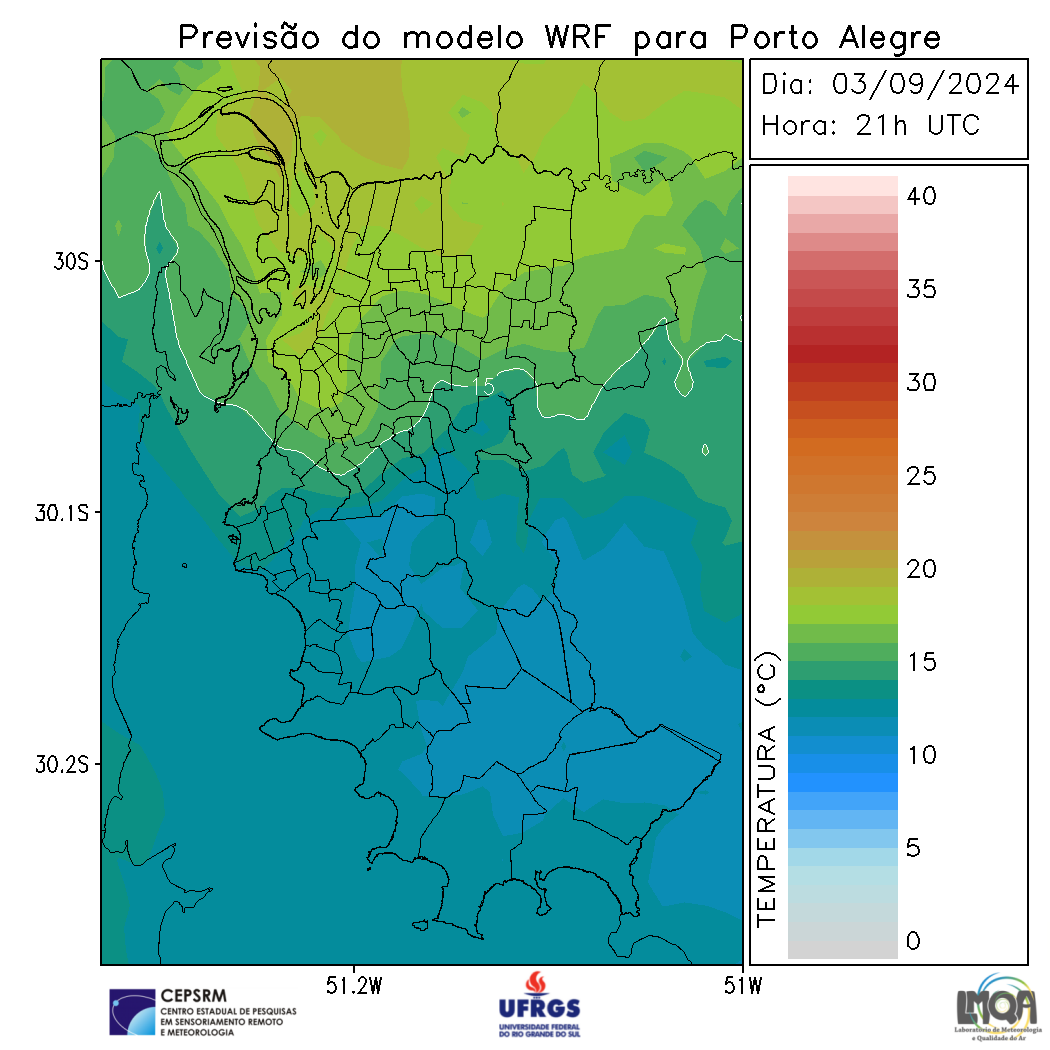 Previsão do modelo WRF para Porto Alegre
Dia: 03/09/2024
Hora: 21h UTC
30S
30.1S
30.2S
51.2W
51W
15
TEMPERATURA (°C)
40
35
30
25
20
15
10
5
0
CEPSRM
CENTRO ESTADUAL DE PESQUISAS
EM SENSORIAMENTO REMOTO
E METEOROLOGIA
UFRGS
UNIVERSIDADE FEDERAL
DO RIO GRANDE DO SUL
LMQA
Laboratório de Meteorologia
e Qualidade do Ar